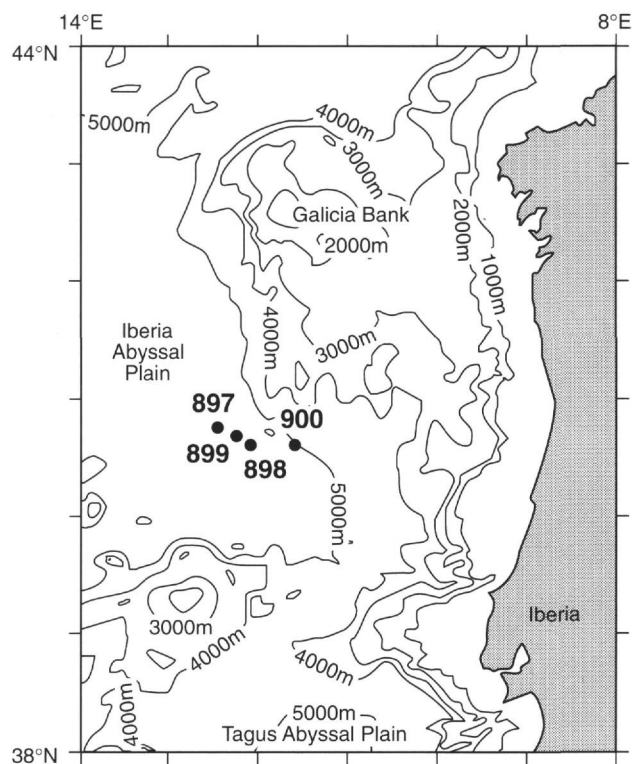 14°E
8°E
44°N
5000m
4000m
3000m
Galicia Bank
2000m
2000m
1000m
4000m
3000m
Iberia
Abyssal
Plain
897
900
899
898
5000m
3000m
4000m
Iberia
4000m
4000m
5000m
Tagus Abyssal Plain
38°N